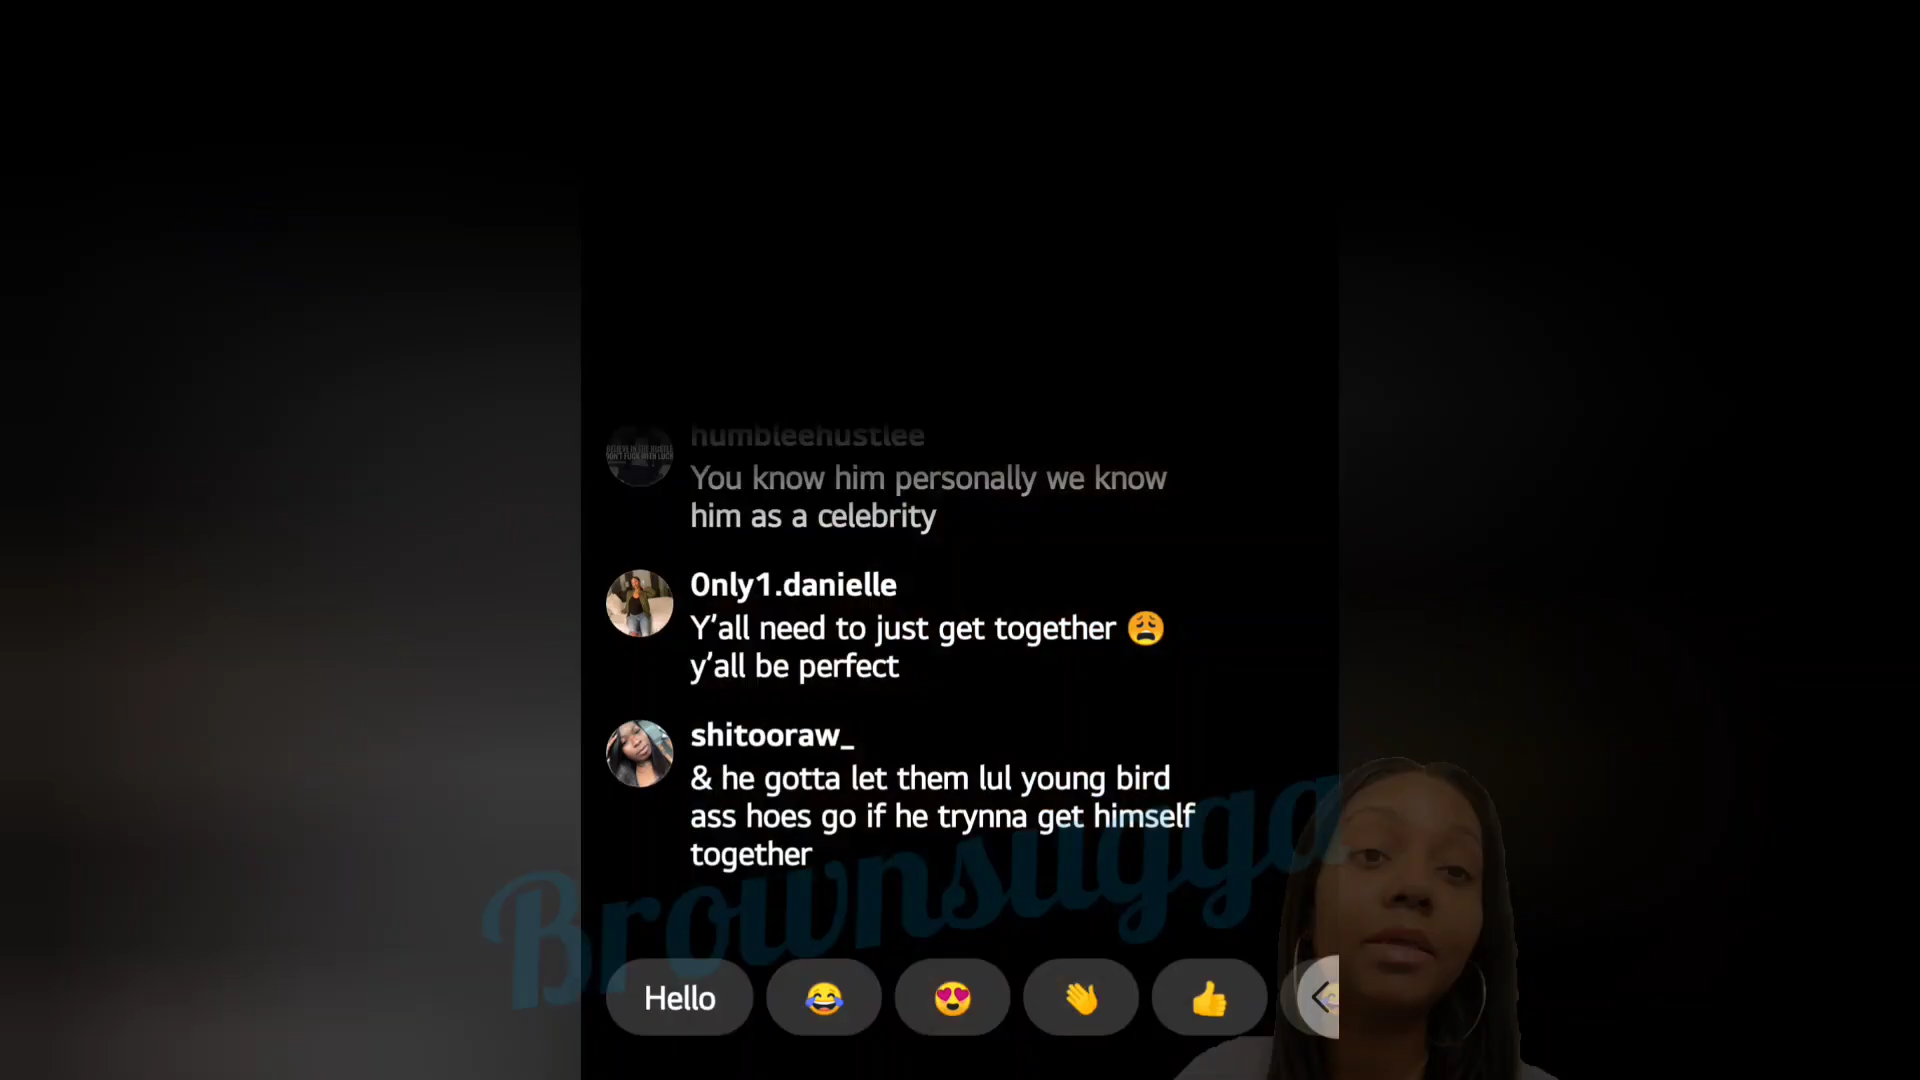 humbleehustlee
You know him personally we know
him as a celebrity
0nly1.danielle
Y’all need to just get together 😩
y’all be perfect
shitooraw_
& he gotta let them lul young bird
ass hoes go if he trynna get himself
together
Brownsugga
Hello 😂 😍 👋 👍